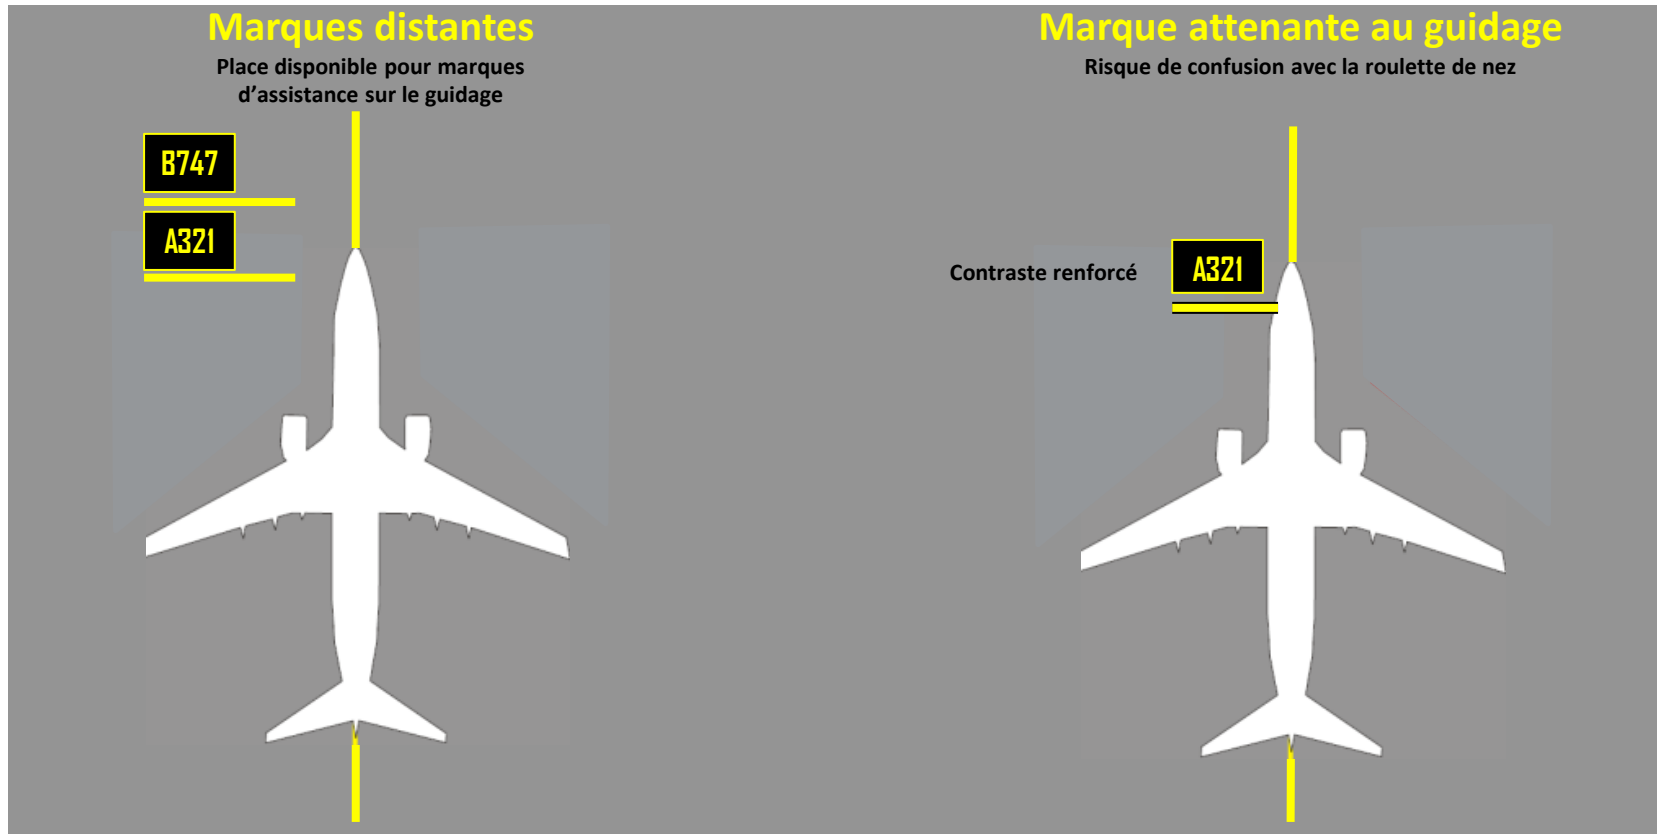 Marques distantes
Place disponible pour marques
d’assistance sur le guidage
B747
A321
Marque attenante au guidage
Risque de confusion avec la roulette de nez
Contraste renforcé
A321